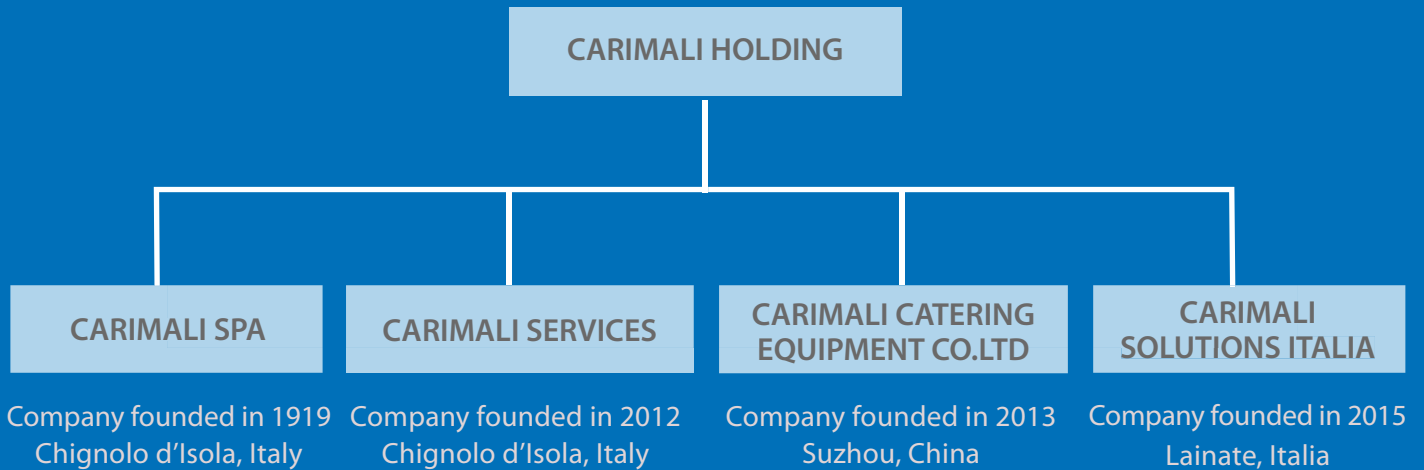 CARIMALI HOLDING
CARIMALI SPA
Company founded in 1919
Chignolo d’Isola, Italy
CARIMALI SERVICES
Company founded in 2012
Chignolo d’Isola, Italy
CARIMALI CATERING
EQUIPMENT CO.LTD
Company founded in 2013
Suzhou, China
CARIMALI
SOLUTIONS ITALIA
Company founded in 2015
Lainate, Italia